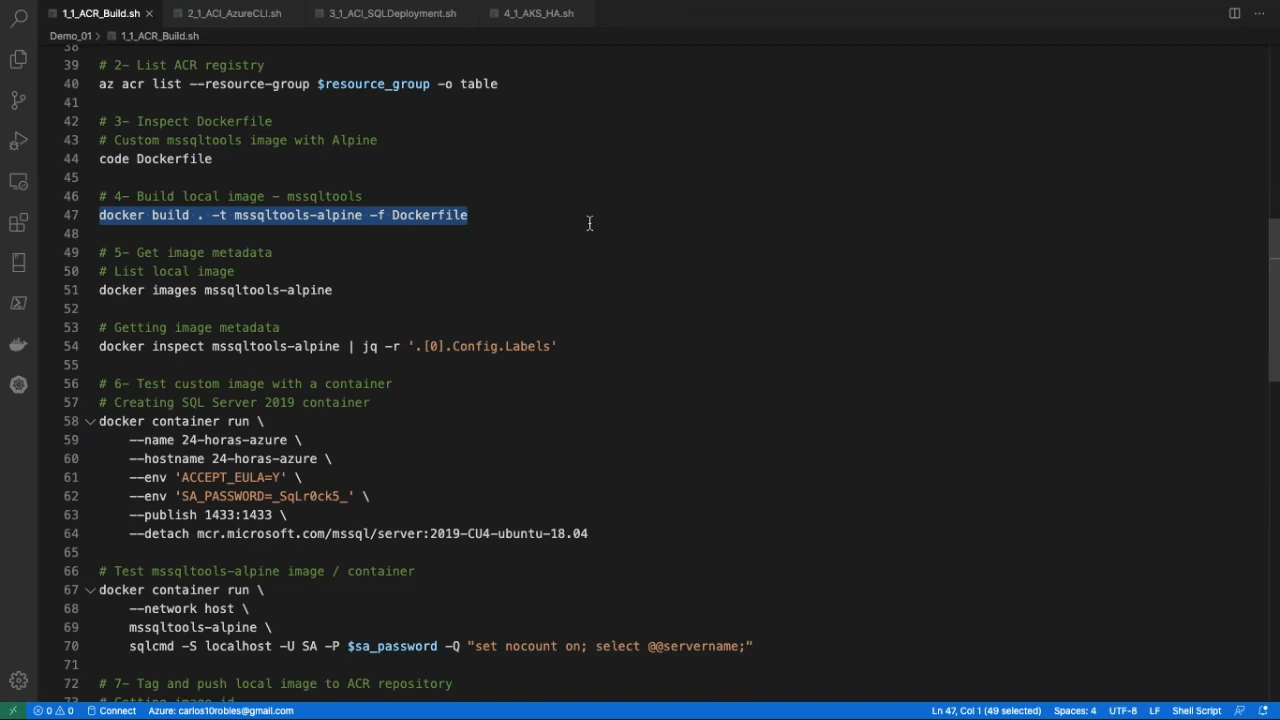 1_1_ACR_Build.sh
2_1_ACI_AzureCLI.sh
3_1_ACI_SQLDeployment.sh
4_1_AKS_HA.sh
Demo_01 > 1_1_ACR_Build.sh
38
39 # 2- List ACR registry
40 az acr list --resource-group $resource_group -o table
41
42 # 3- Inspect Dockerfile
43 # Custom mssqltools image with Alpine
44 code Dockerfile
45
46 # 4- Build local image - mssqltools
47 docker build . -t mssqltools-alpine -f Dockerfile
48
49 # 5- Get image metadata
50 # List local image
51 docker images mssqltools-alpine
52
53 # Getting image metadata
54 docker inspect mssqltools-alpine | jq -r '.[0].Config.Labels'
55
56 # 6- Test custom image with a container
57 # Creating SQL Server 2019 container
58 docker container run \
59 --name 24-horas-azure \
60 --hostname 24-horas-azure \
61 --env 'ACCEPT_EULA=Y' \
62 --env 'SA_PASSWORD=_SqLr0ck5_' \
63 --publish 1433:1433 \
64 --detach mcr.microsoft.com/mssql/server:2019-CU4-ubuntu-18.04
65
66 # Test mssqltools-alpine image / container
67 docker container run \
68 --network host \
69 mssqltools-alpine \
70 sqlcmd -S localhost -U SA -P $sa_password -Q "set nocount on; select @@servername;"
71
72 # 7- Tag and push local image to ACR repository
73 # Getting image id
0 0 Connect Azure: carlos10robles@gmail.com Ln 47, Col 1 (49 selected) Spaces: 4 UTF-8 LF Shell Script